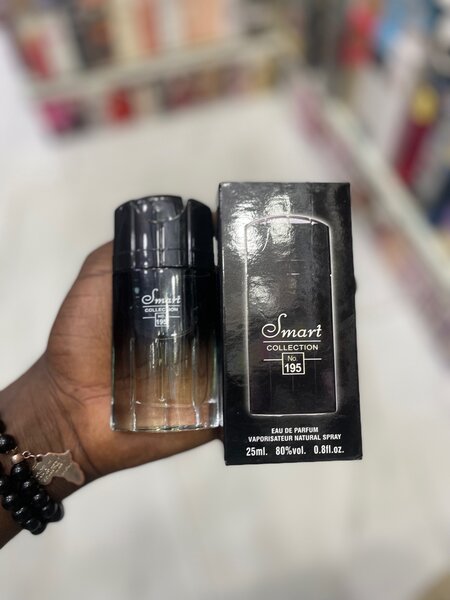 Smart
COLLECTION
NO.
195
Smart
COLLECTION
No.
195
EAU DE PARFUM
VAPORISATEUR NATURAL SPRAY
25ml. 80%vol. 0.8fl.oz.